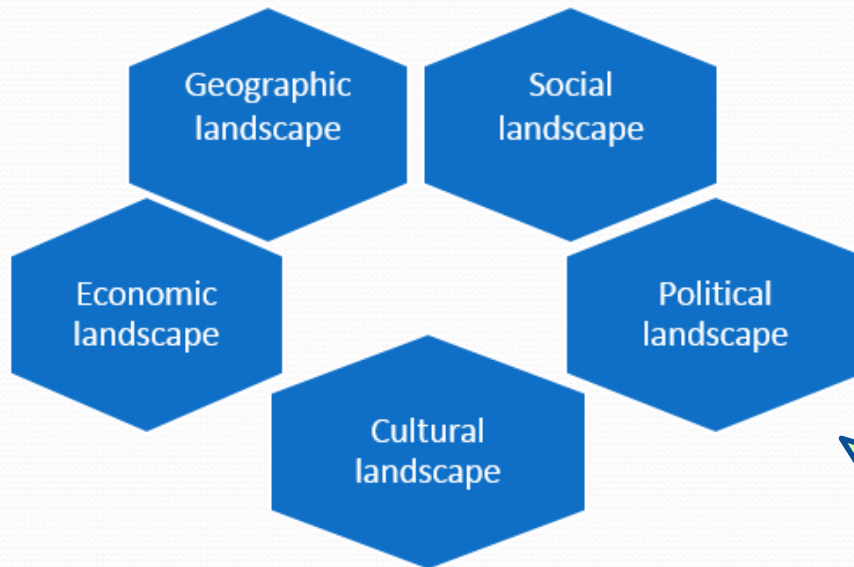 Geographic
landscape
Social
landscape
Economic
landscape
Political
landscape
Cultural
landscape